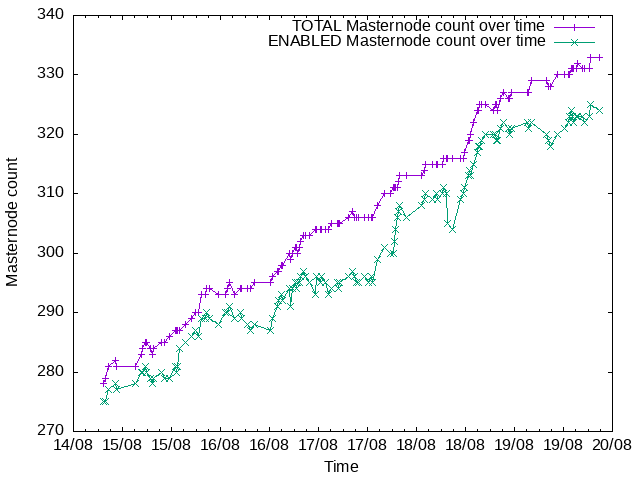 TOTAL Masternode count over time
ENABLED Masternode count over time
340
330
320
310
300
290
280
270
Masternode count
14/08 15/08 15/08 16/08 16/08 17/08 17/08 18/08 18/08 19/08 19/08 20/08
Time